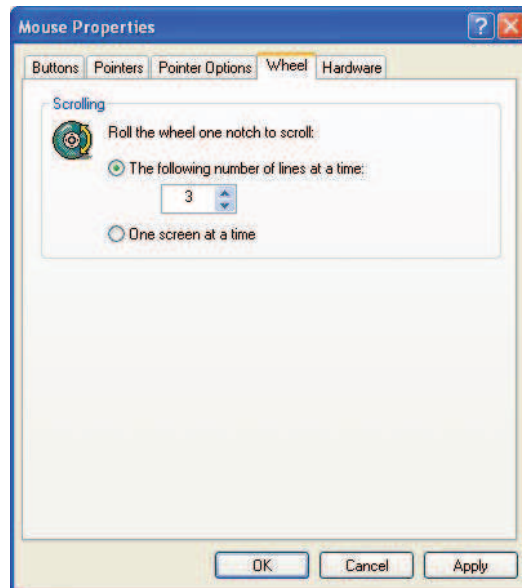 Mouse Properties
Buttons Pointers Pointer Options Wheel Hardware
Scrolling
Roll the wheel one notch to scroll:
The following number of lines at a time:
3
One screen at a time
OK Cancel Apply